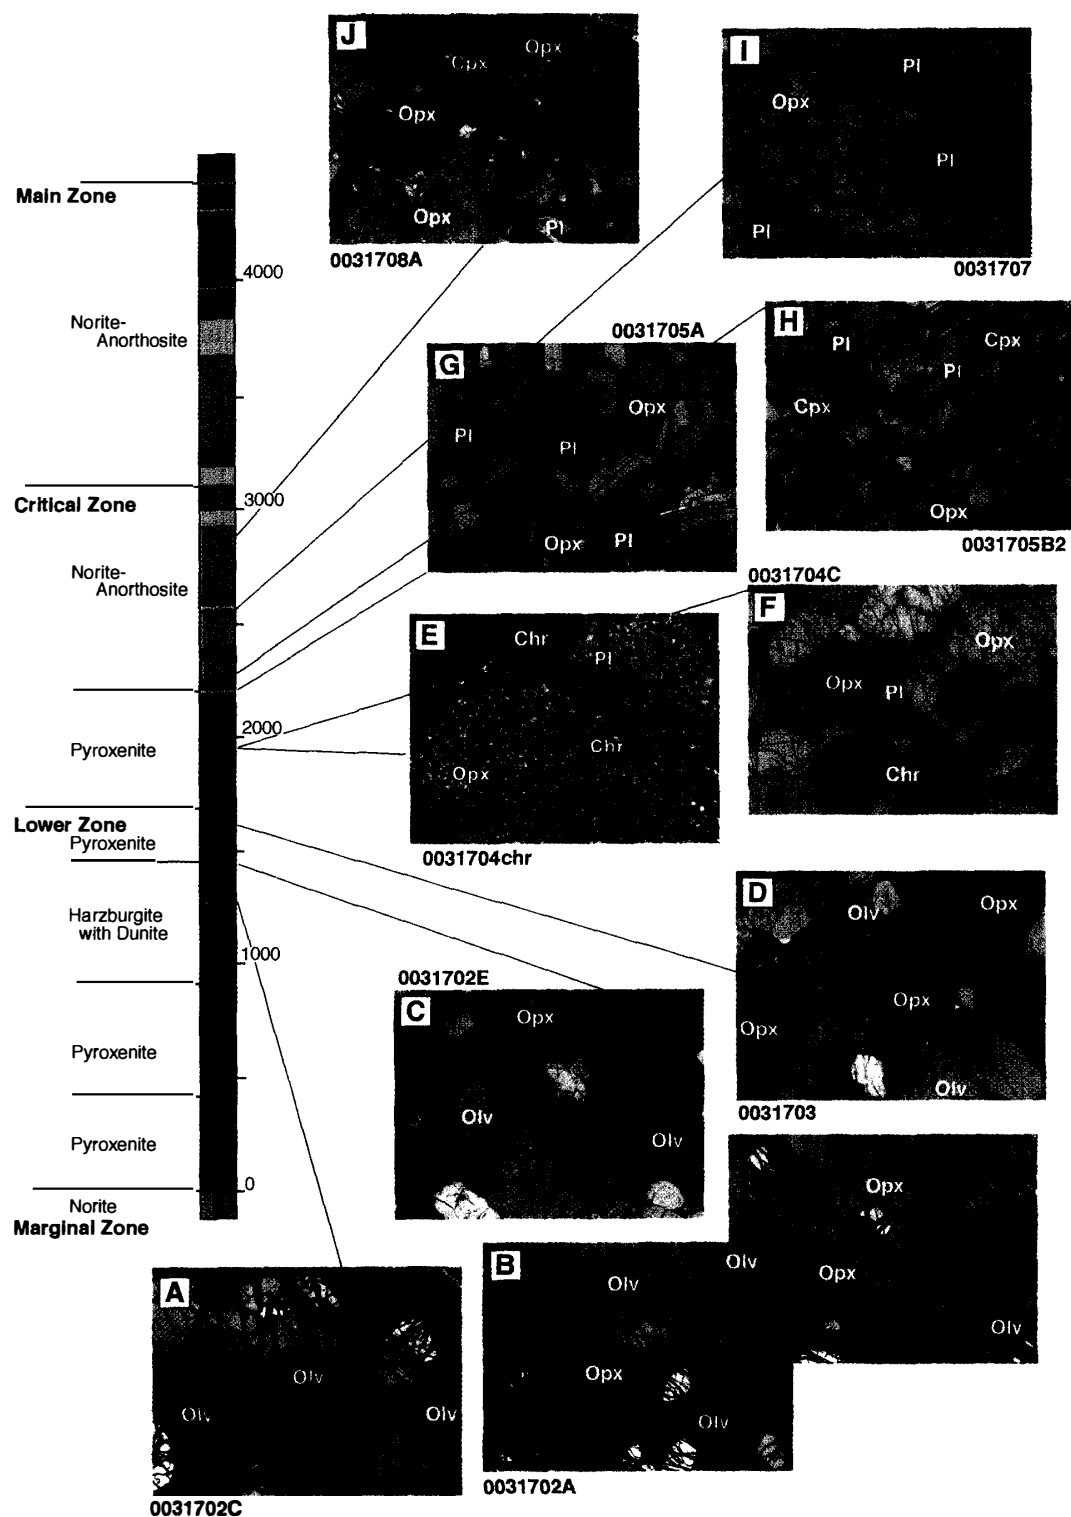 J
Cpx
Opx
Opx
Opx
Pl
0031708A
I
Pl
Opx
Pl
Pl
0031707
Main Zone
4000
Norite-
Anorthosite
0031705A
G
Opx
Pl
Pl
Opx
Pl
H
Pl
Cpx
Pl
Cpx
Opx
0031705B2
Critical Zone
3000
Norite-
Anorthosite
0031704C
E
Chr
Pl
Chr
Opx
0031704chr
F
Opx
Opx
Pl
Chr
2000
Pyroxenite
Lower Zone
Pyroxenite
Harzburgite
with Dunite
1000
Pyroxenite
Pyroxenite
0
Norite
Marginal Zone
0031702E
C
Opx
Olv
Olv
D
Olv
Opx
Opx
Opx
Olv
0031703
A
Olv
Olv
Olv
0031702C
B
Olv
Olv
Opx
Opx
Olv
Opx
Olv
0031702A